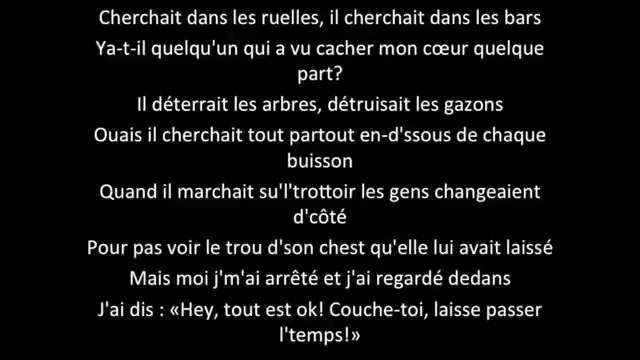 Cherchait dans les ruelles, il cherchait dans les bars
Ya-t-il quelqu'un qui a vu cacher mon cœur quelque
part?
Il déterrait les arbres, détruisait les gazons
Ouais il cherchait tout partout en-d'ssous de chaque
buisson
Quand il marchait su'l'trottoir les gens changeaient
d'côté
Pour pas voir le trou d'son chest qu'elle lui avait laissé
Mais moi j'm'ai arrêté et j'ai regardé dedans
J'ai dis : «Hey, tout est ok! Couche-toi, laisse passer
l'temps!»